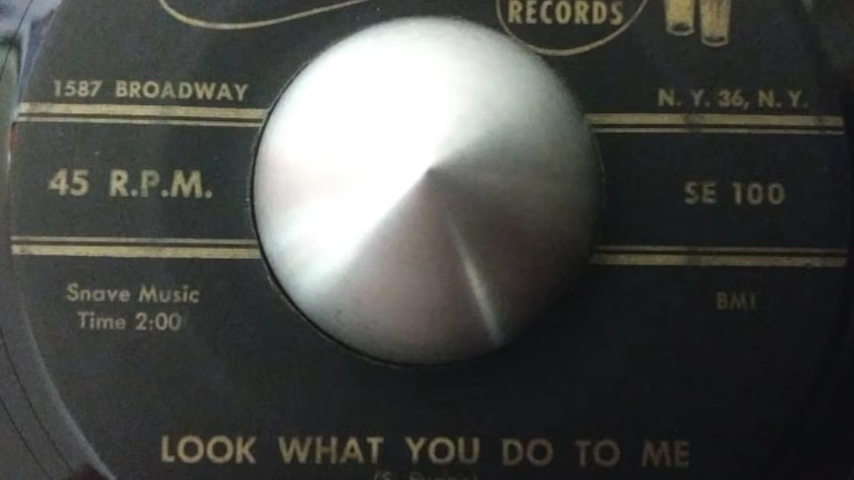 RECORDS
1587 BROADWAY
N. Y. 36, N. Y.
45 R.P.M.
SE 100
Snave Music
Time 2:00
BMI
LOOK WHAT YOU DO TO ME